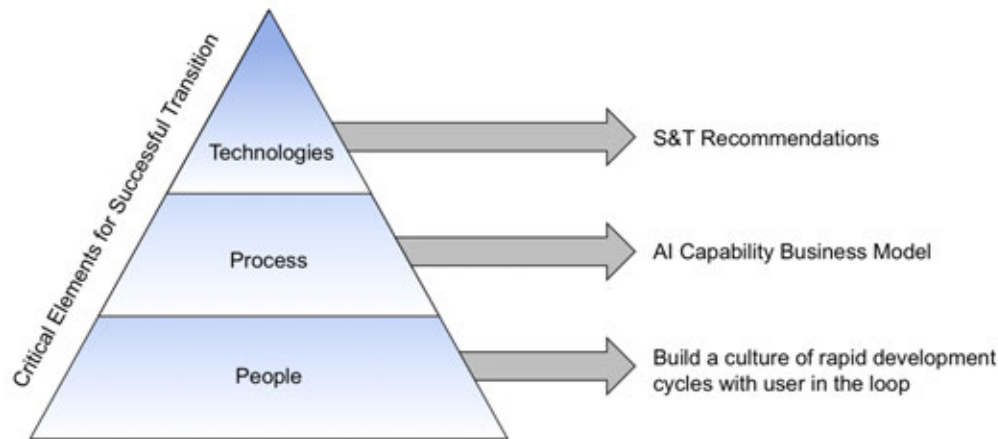 Critical Elements for Successful Transition
Technologies
S&T Recommendations
Process
AI Capability Business Model
People
Build a culture of rapid development
cycles with user in the loop